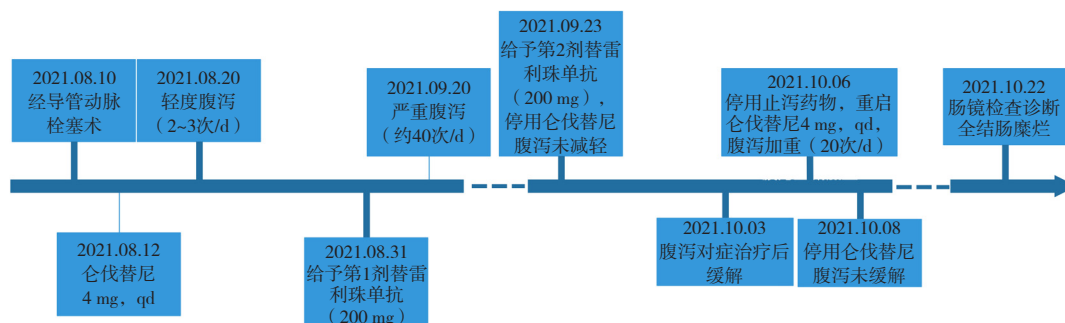 2021.08.10
经导管动脉
栓塞术
2021.08.12
仑伐替尼
4 mg，qd
2021.08.20
轻度腹泻
（2~3次/d）
2021.08.31
给予第1剂替雷
利珠单抗
（200 mg）
2021.09.20
严重腹泻
（约40次/d）
2021.09.23
给予第2剂替雷
利珠单抗
（200 mg），
停用仑伐替尼
腹泻未减轻
2021.10.03
腹泻对症治疗后
缓解
2021.10.06
停用止泻药物，重启
仑伐替尼4 mg，qd，
腹泻加重（20次/d）
2021.10.08
停用仑伐替尼
腹泻未缓解
2021.10.22
肠镜检查诊断
全结肠糜烂